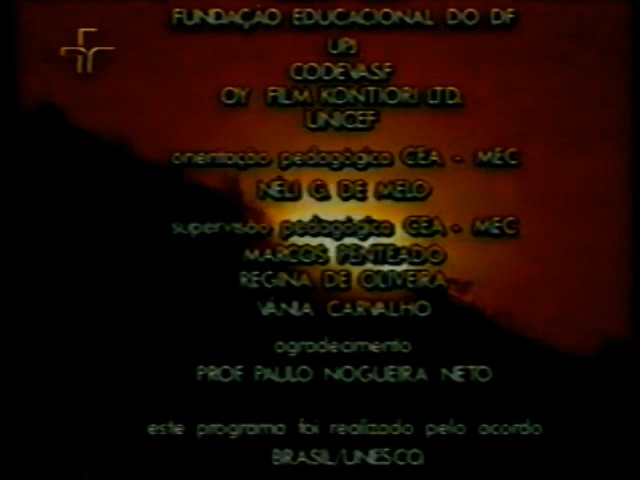 FUNDAÇÃO EDUCACIONAL DO DF
UPJ
CODEVASF
OY FILM KONTIORI LTD.
UNICEF
orientação pedagógica CEA - MEC
NELI G. DE MELO
supervisão pedagógica CEA - MEC
MARCOS PENTEADO
REGINA DE OLIVEIRA
VÂNIA CARVALHO
agradecimento
PROF PAULO NOGUEIRA NETO
este programa foi realizado pelo acordo
BRASIL/UNESCO.